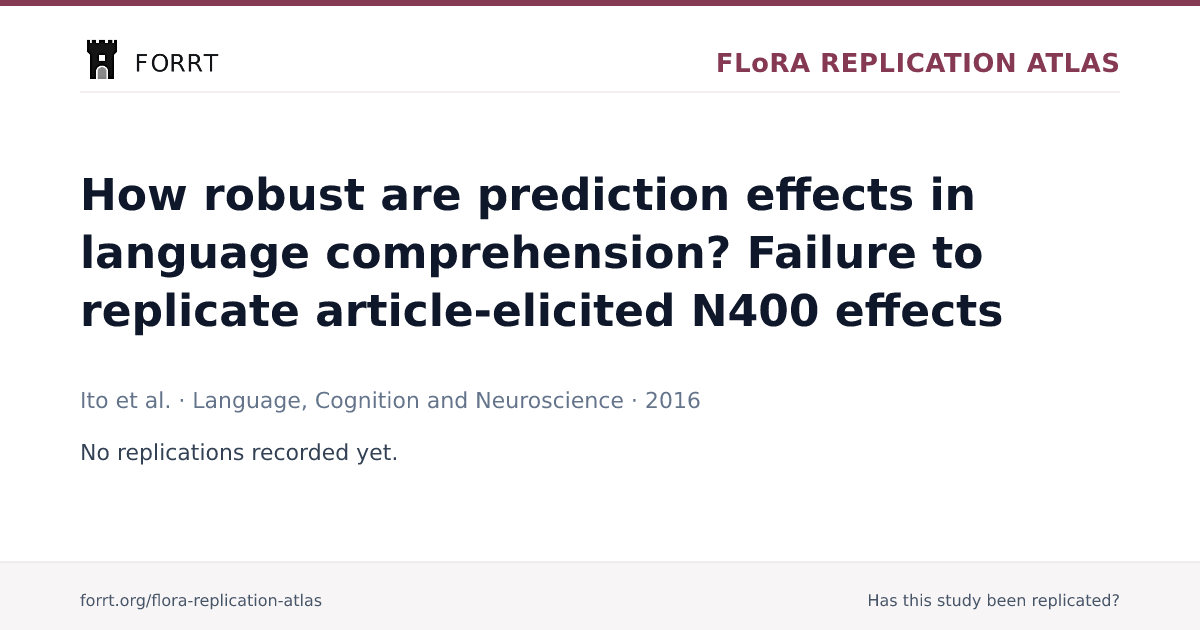 FORRT
FLoRA REPLICATION ATLAS
How robust are prediction effects in
language comprehension? Failure to
replicate article-elicited N400 effects
Ito et al. · Language, Cognition and Neuroscience · 2016
No replications recorded yet.
forrt.org/flora-replication-atlas
Has this study been replicated?